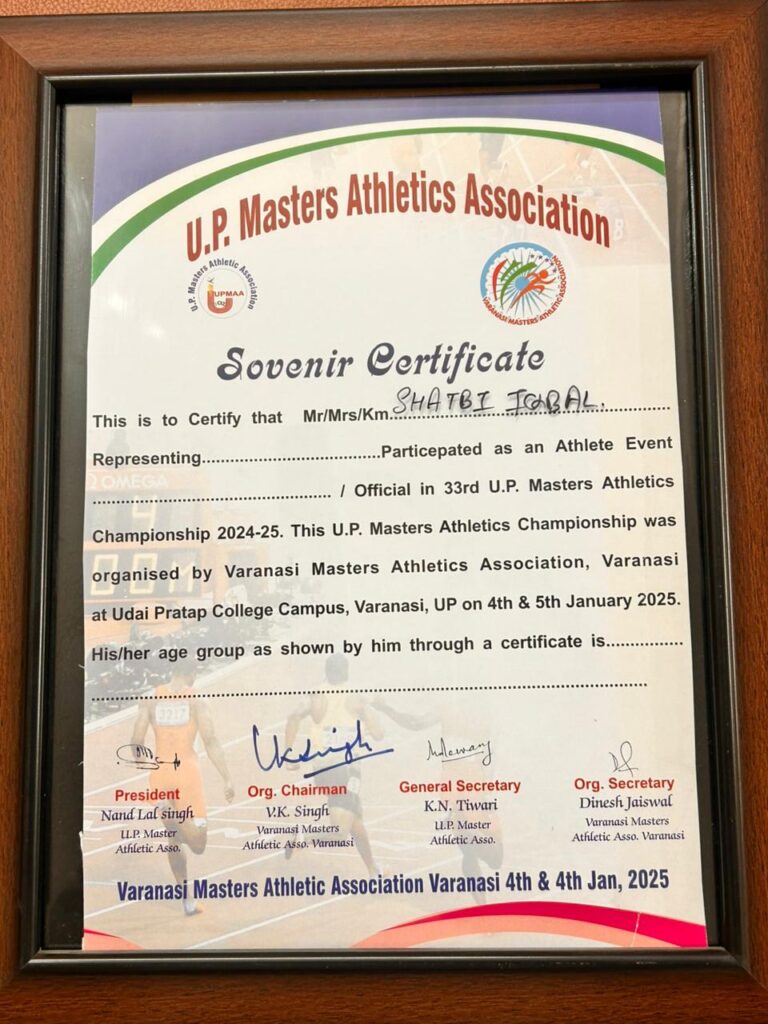 U.P. Masters Athletics Association
U.P. Masters Athletic Association
UPMAA
VARANASI MASTERS ATHLETIC ASSOCIATION
Sovenir Certificate
This is to Certify that Mr/Mrs/Km. SHATBI IQBAL.
Representing..............................Particepated as an Athlete Event
........................................ / Official in 33rd U.P. Masters Athletics
Championship 2024-25. This U.P. Masters Athletics Championship was
organised by Varanasi Masters Athletics Association, Varanasi
at Udai Pratap College Campus, Varanasi, UP on 4th & 5th January 2025.
His/her age group as shown by him through a certificate is................
OMEGA
4
3217
President
Nand Lal singh
U.P. Master
Athletic Asso.
VKSingh
Org. Chairman
V.K. Singh
Varanasi Masters
Athletic Asso. Varanasi
General Secretary
K.N. Tiwari
U.P. Master
Athletic Asso.
Org. Secretary
Dinesh Jaiswal
Varanasi Masters
Athletic Asso. Varanasi
Varanasi Masters Athletic Association Varanasi 4th & 4th Jan, 2025